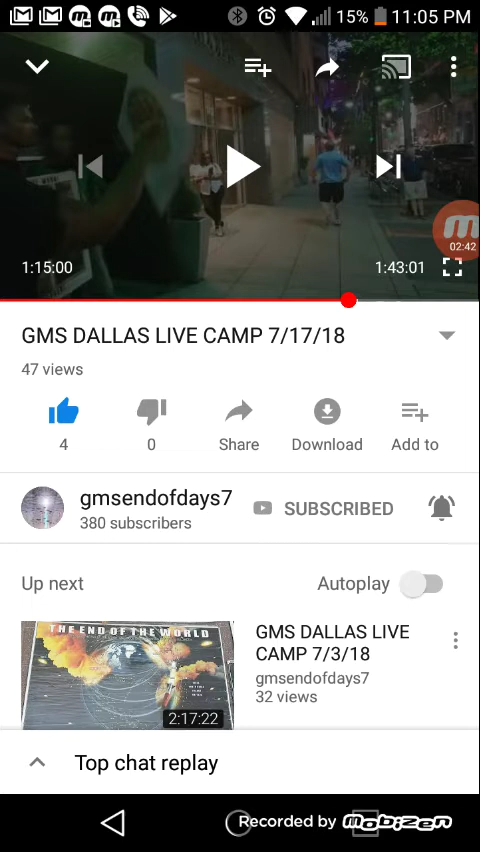 15% 11:05 PM
02:42
1:15:00 1:43:01
GMS DALLAS LIVE CAMP 7/17/18
47 views
4 0 Share Download Add to
gmsendofdays7
380 subscribers
SUBSCRIBED
Up next Autoplay
THE END OF THE WORLD
2:17:22
GMS DALLAS LIVE
CAMP 7/3/18
gmsendofdays7
32 views
Top chat replay
Recorded by Mobizen